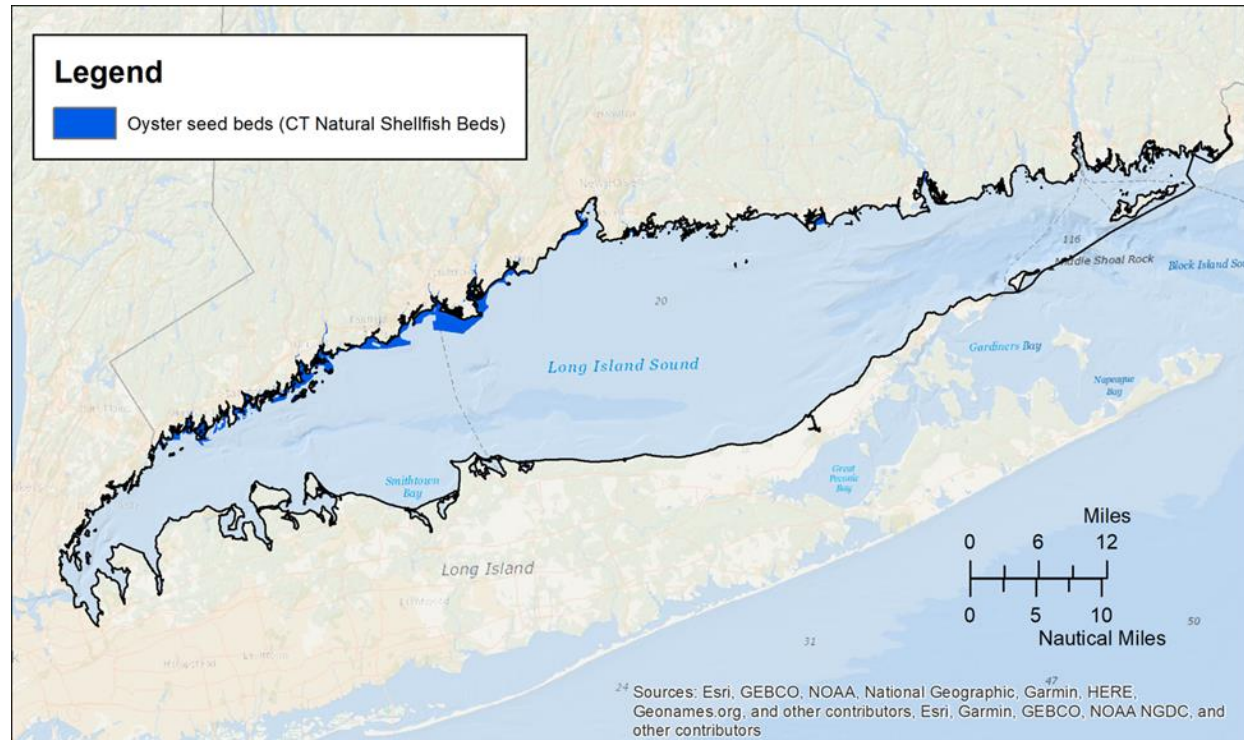 Legend
Oyster seed beds (CT Natural Shellfish Beds)
New Haven
116
Middle Shoal Rock
Block Island Sou
20
Fairfield
Long Island Sound
Gardiners Bay
Napeague
Bay
Smithtown
Bay
Great
Peconic
Bay
Long Island
Miles
0 6 12
0 5 10
Nautical Miles
50
31
47
24
Sources: Esri, GEBCO, NOAA, National Geographic, Garmin, HERE,
Geonames.org, and other contributors, Esri, Garmin, GEBCO, NOAA NGDC, and
other contributors